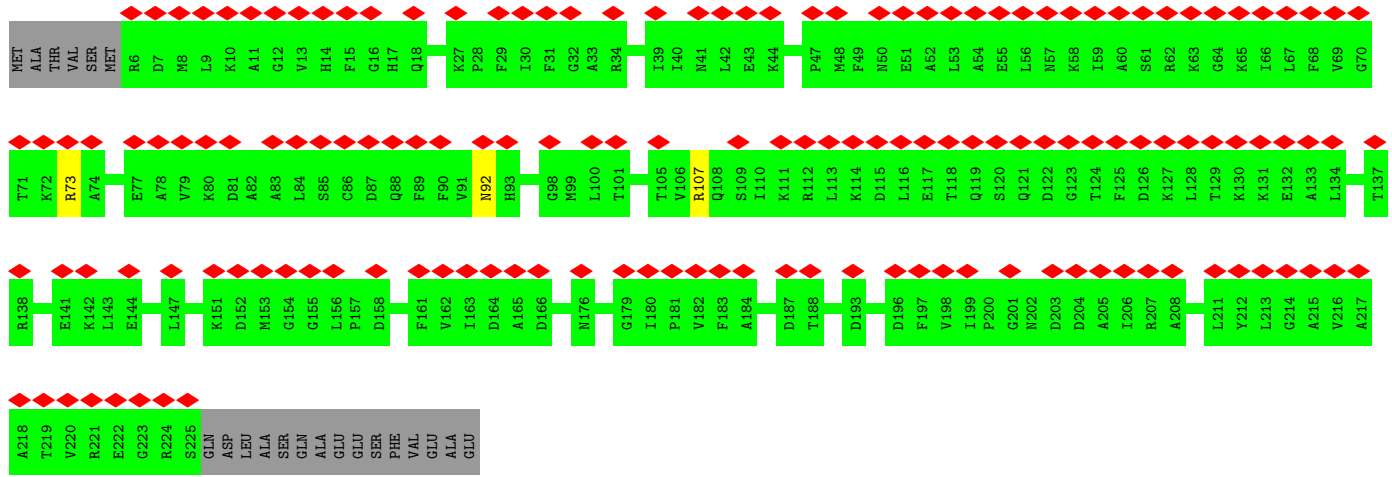 MET ALA THR VAL SER MET R6 D7 M8 L9 K10 A11 G12 V13 H14 F15 G16 H17 Q18 K27 P28 F29 I30 F31 G32 A33 R34 I39 I40 N41 L42 E43 K44 P47 M48 F49 N50 E51 A52 L53 A54 E55 L56 N57 K58 I59 A60 S61 R62 K63 G64 K65 I66 L67 F68 V69 G70
T71 K72 R73 A74 E77 A78 V79 K80 D81 A82 A83 L84 S85 C86 D87 Q88 F89 F90 V91 N92 H93 G98 M99 L100 T101 T105 V106 R107 Q108 S109 I110 K111 R112 L113 K114 D115 L116 E117 T118 Q119 S120 Q121 D122 G123 T124 F125 D126 K127 L128 T129 K130 K131 E132 A133 L134 T137
R138 E141 K142 L143 E144 L147 K151 D152 M153 G154 G155 L156 P157 D158 F161 V162 I163 D164 A165 D166 N176 G179 I180 P181 V182 F183 A184 D187 T188 D193 D196 F197 V198 I199 P200 G201 N202 D203 D204 A205 I206 R207 A208 L211 Y212 L213 G214 A215 V216 A217
A218 T219 V220 R221 E222 G223 R224 S225 GLN ASP LEU ALA SER GLN ALA GLU GLU SER PHE VAL GLU ALA GLU